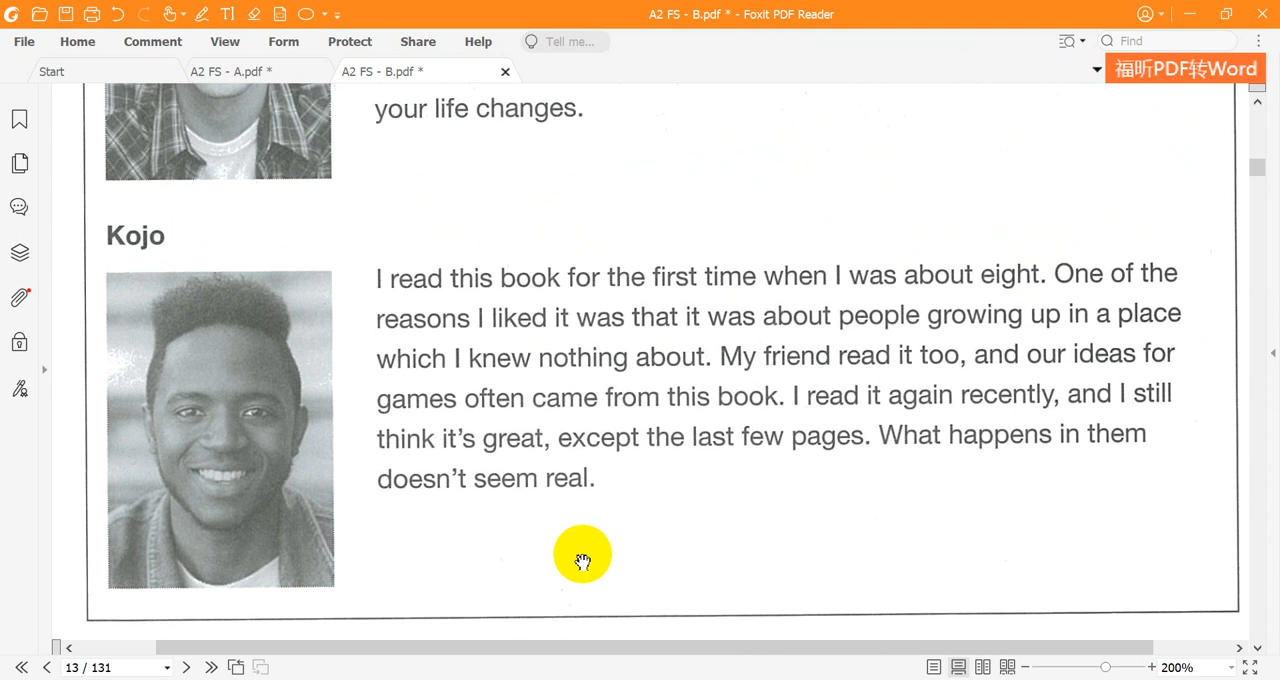 A2 FS - B.pdf * - Foxit PDF Reader
File Home Comment View Form Protect Share Help Tell me... Find
Start A2 FS - A.pdf * A2 FS - B.pdf *
福昕PDF转Word
your life changes.
Kojo
I read this book for the first time when I was about eight. One of the
reasons I liked it was that it was about people growing up in a place
which I knew nothing about. My friend read it too, and our ideas for
games often came from this book. I read it again recently, and I still
think it's great, except the last few pages. What happens in them
doesn't seem real.
13 / 131
200%